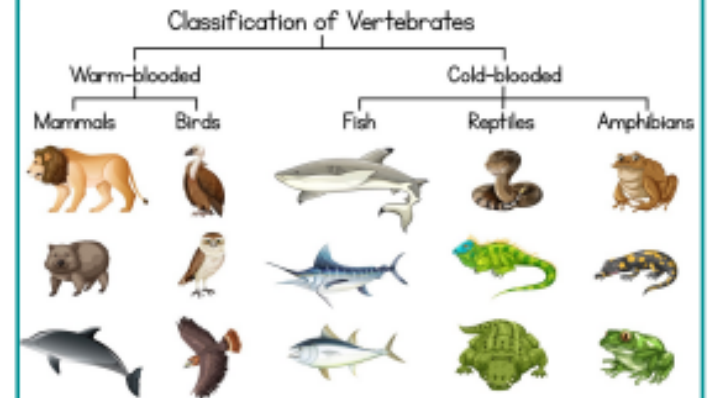 Classification of Vertebrates
Warm-blooded Cold-blooded
Mammals Birds Fish Reptiles Amphibians